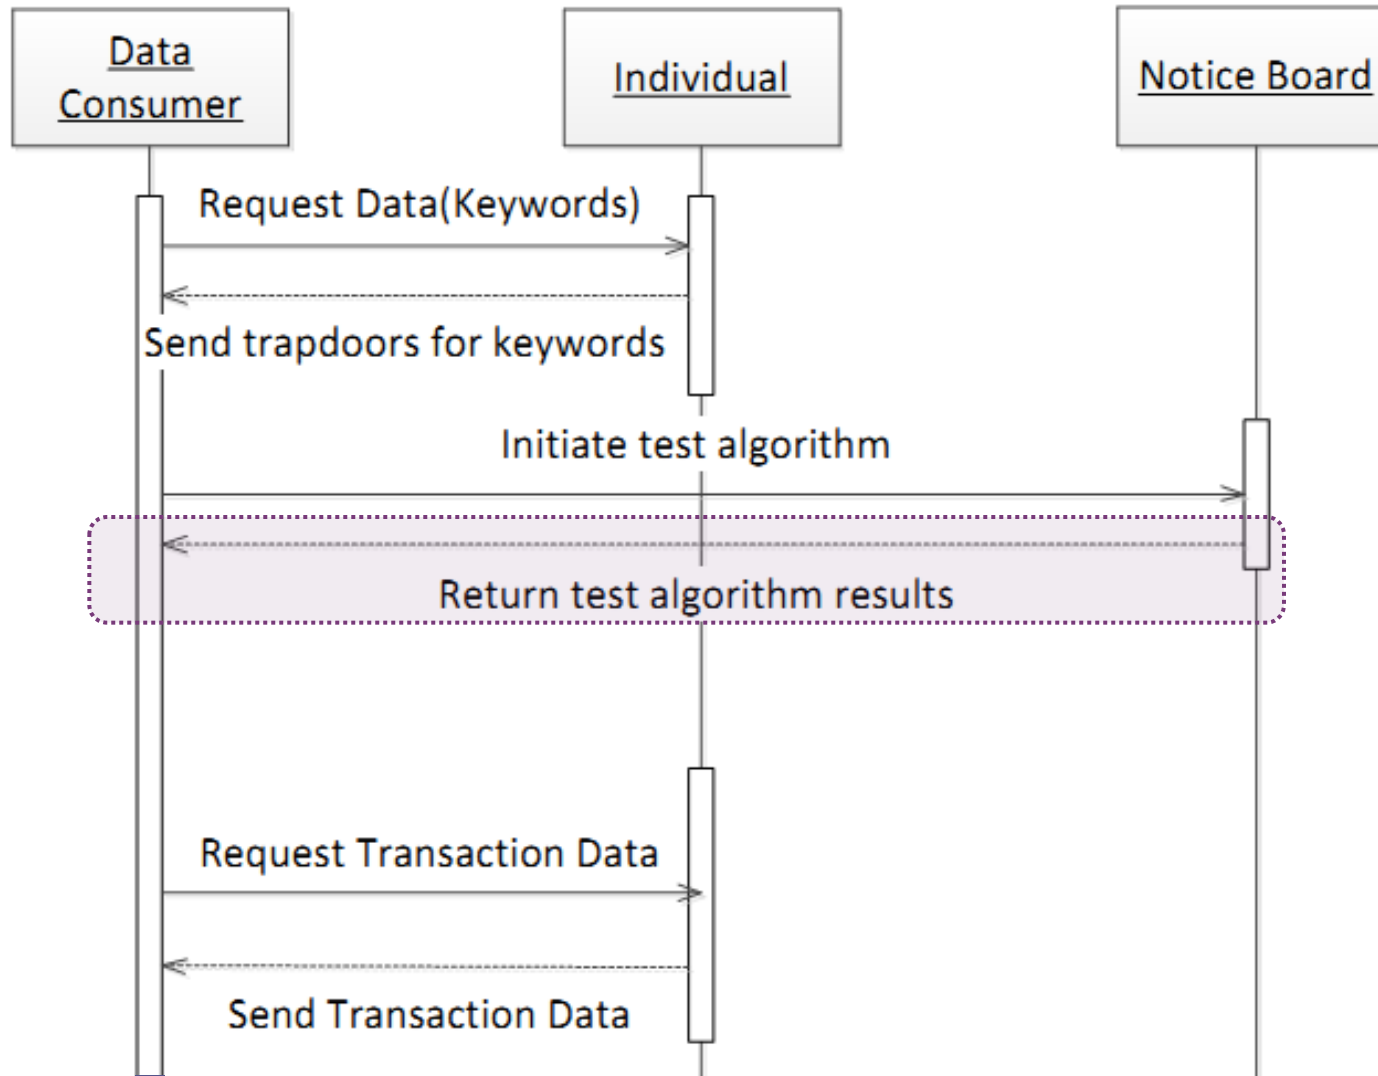 Data
Consumer
Individual
Notice Board
Request Data(Keywords)
Send trapdoors for keywords
Initiate test algorithm
Return test algorithm results
Request Transaction Data
Send Transaction Data